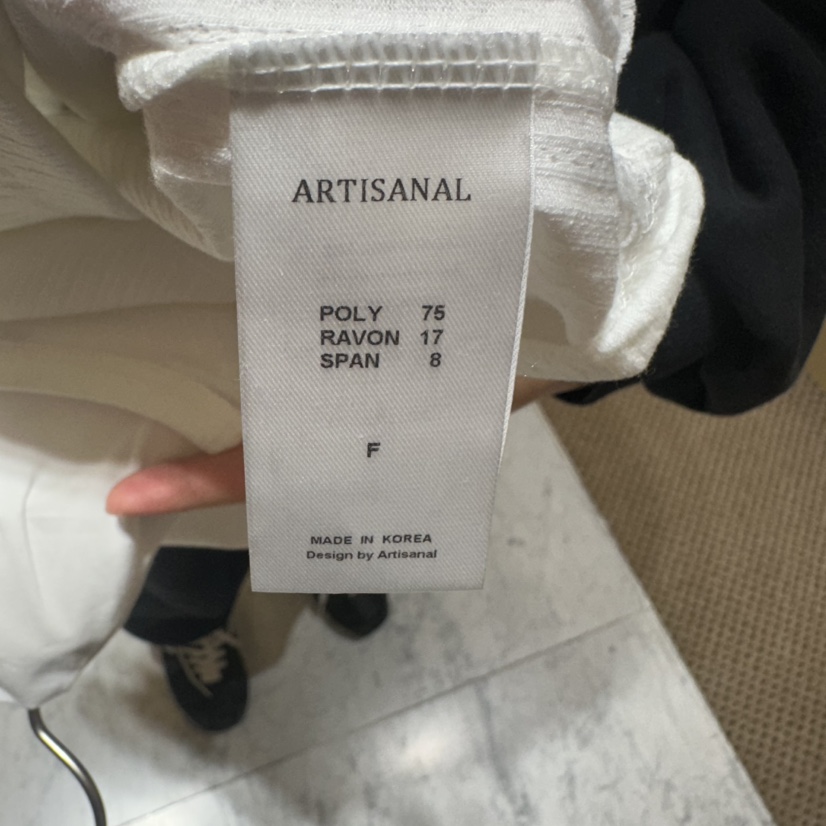 ARTISANAL
POLY 75
RAVON 17
SPAN 8
F
MADE IN KOREA
Design by Artisanal